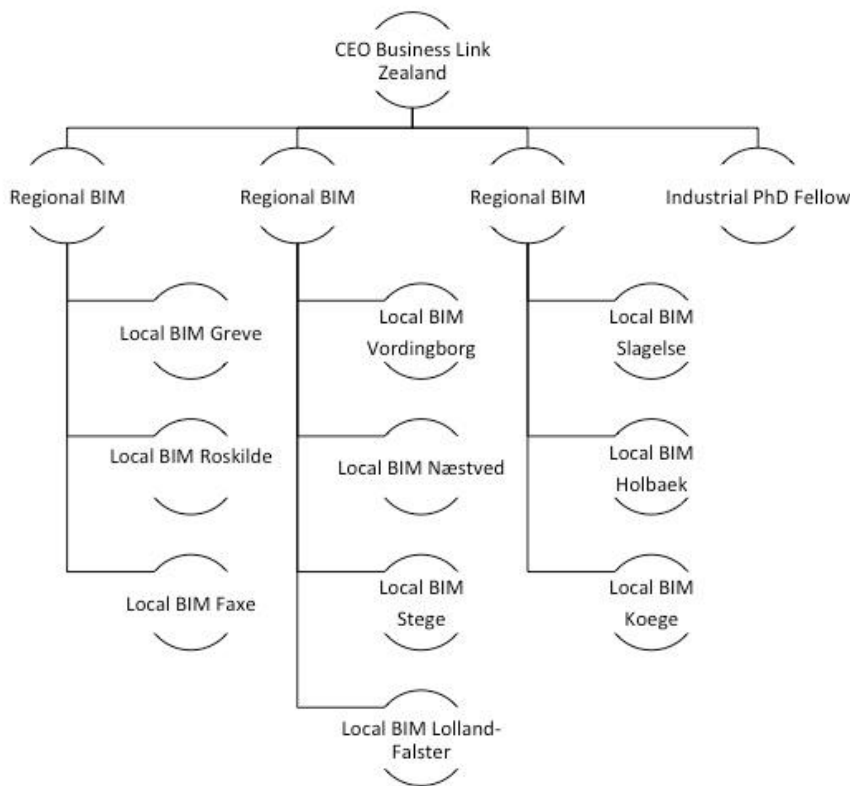 CEO Business Link
Zealand
Regional BIM
Regional BIM
Regional BIM
Industrial PhD Fellow
Local BIM Greve
Local BIM Roskilde
Local BIM Faxe
Local BIM
Vordingborg
Local BIM Næstved
Local BIM
Stege
Local BIM Lolland-
Falster
Local BIM
Slagelse
Local BIM
Holbaek
Local BIM
Koege